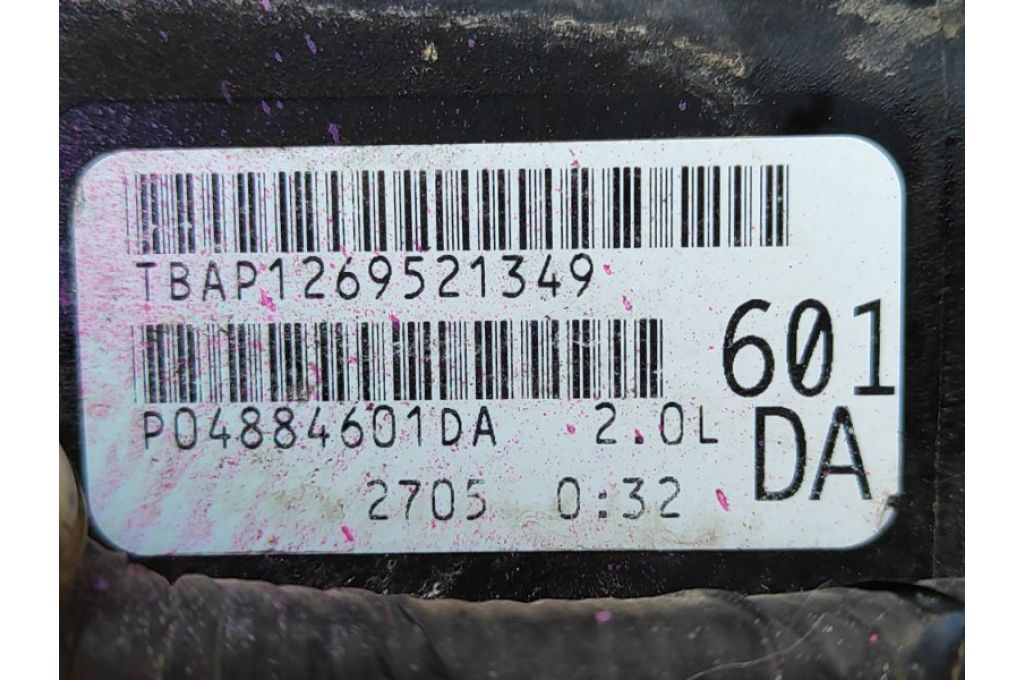 TBAP1269521349
P04884601DA 2.0L
2705 0:32
601
DA